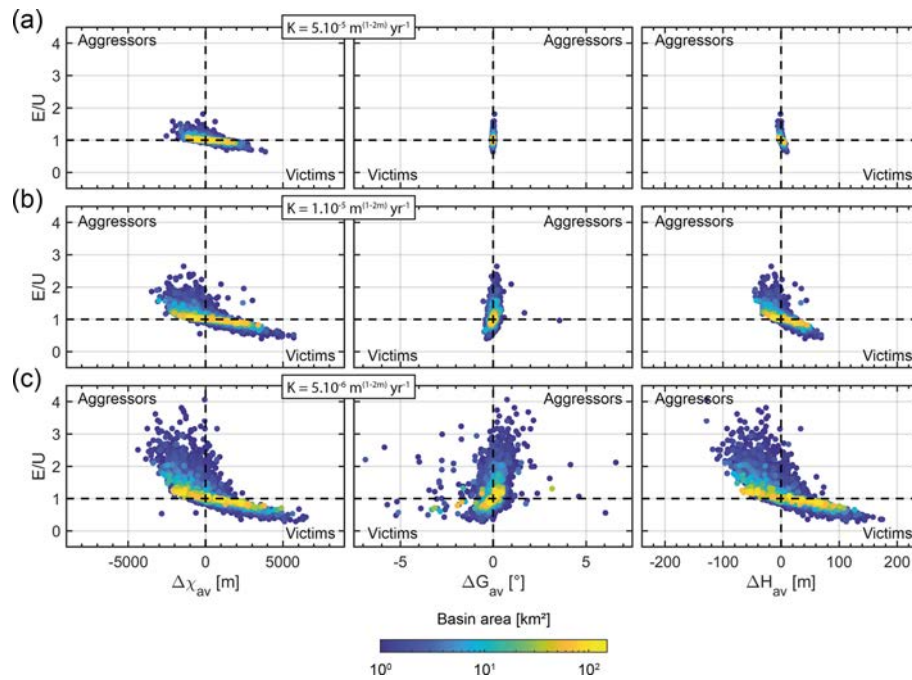 (a)
K = 5.10⁻⁵ m⁽¹⁻²ᵐ⁾ yr⁻¹
Aggressors
Aggressors
Aggressors
E/U
4
3
2
1
0
Victims
Victims
Victims
(b)
K = 1.10⁻⁵ m⁽¹⁻²ᵐ⁾ yr⁻¹
Aggressors
Aggressors
Aggressors
E/U
4
3
2
1
0
Victims
Victims
Victims
(c)
K = 5.10⁻⁶ m⁽¹⁻²ᵐ⁾ yr⁻¹
Aggressors
Aggressors
Aggressors
E/U
4
3
2
1
0
Victims
Victims
Victims
-5000 0 5000
-5 0 5
-200 -100 0 100 200
Δχav [m]
ΔGav [°]
ΔHav [m]
Basin area [km²]
10⁰ 10¹ 10²